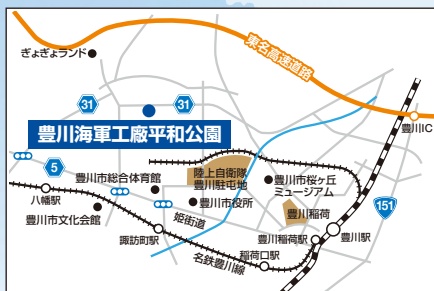 東名高速道路
ぎょぎょランド
31
31
豊川IC
豊川海軍工廠平和公園
5
陸上自衛隊
豊川駐屯地
豊川市桜ヶ丘
ミュージアム
豊川市総合体育館
八幡駅
豊川市役所
151
豊川市文化会館
姫街道
豊川稲荷
諏訪町駅
豊川稲荷駅
豊川駅
稲荷口駅
名鉄豊川線